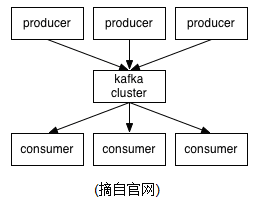 producer producer producer
kafka
cluster
consumer consumer consumer
(摘自官网)